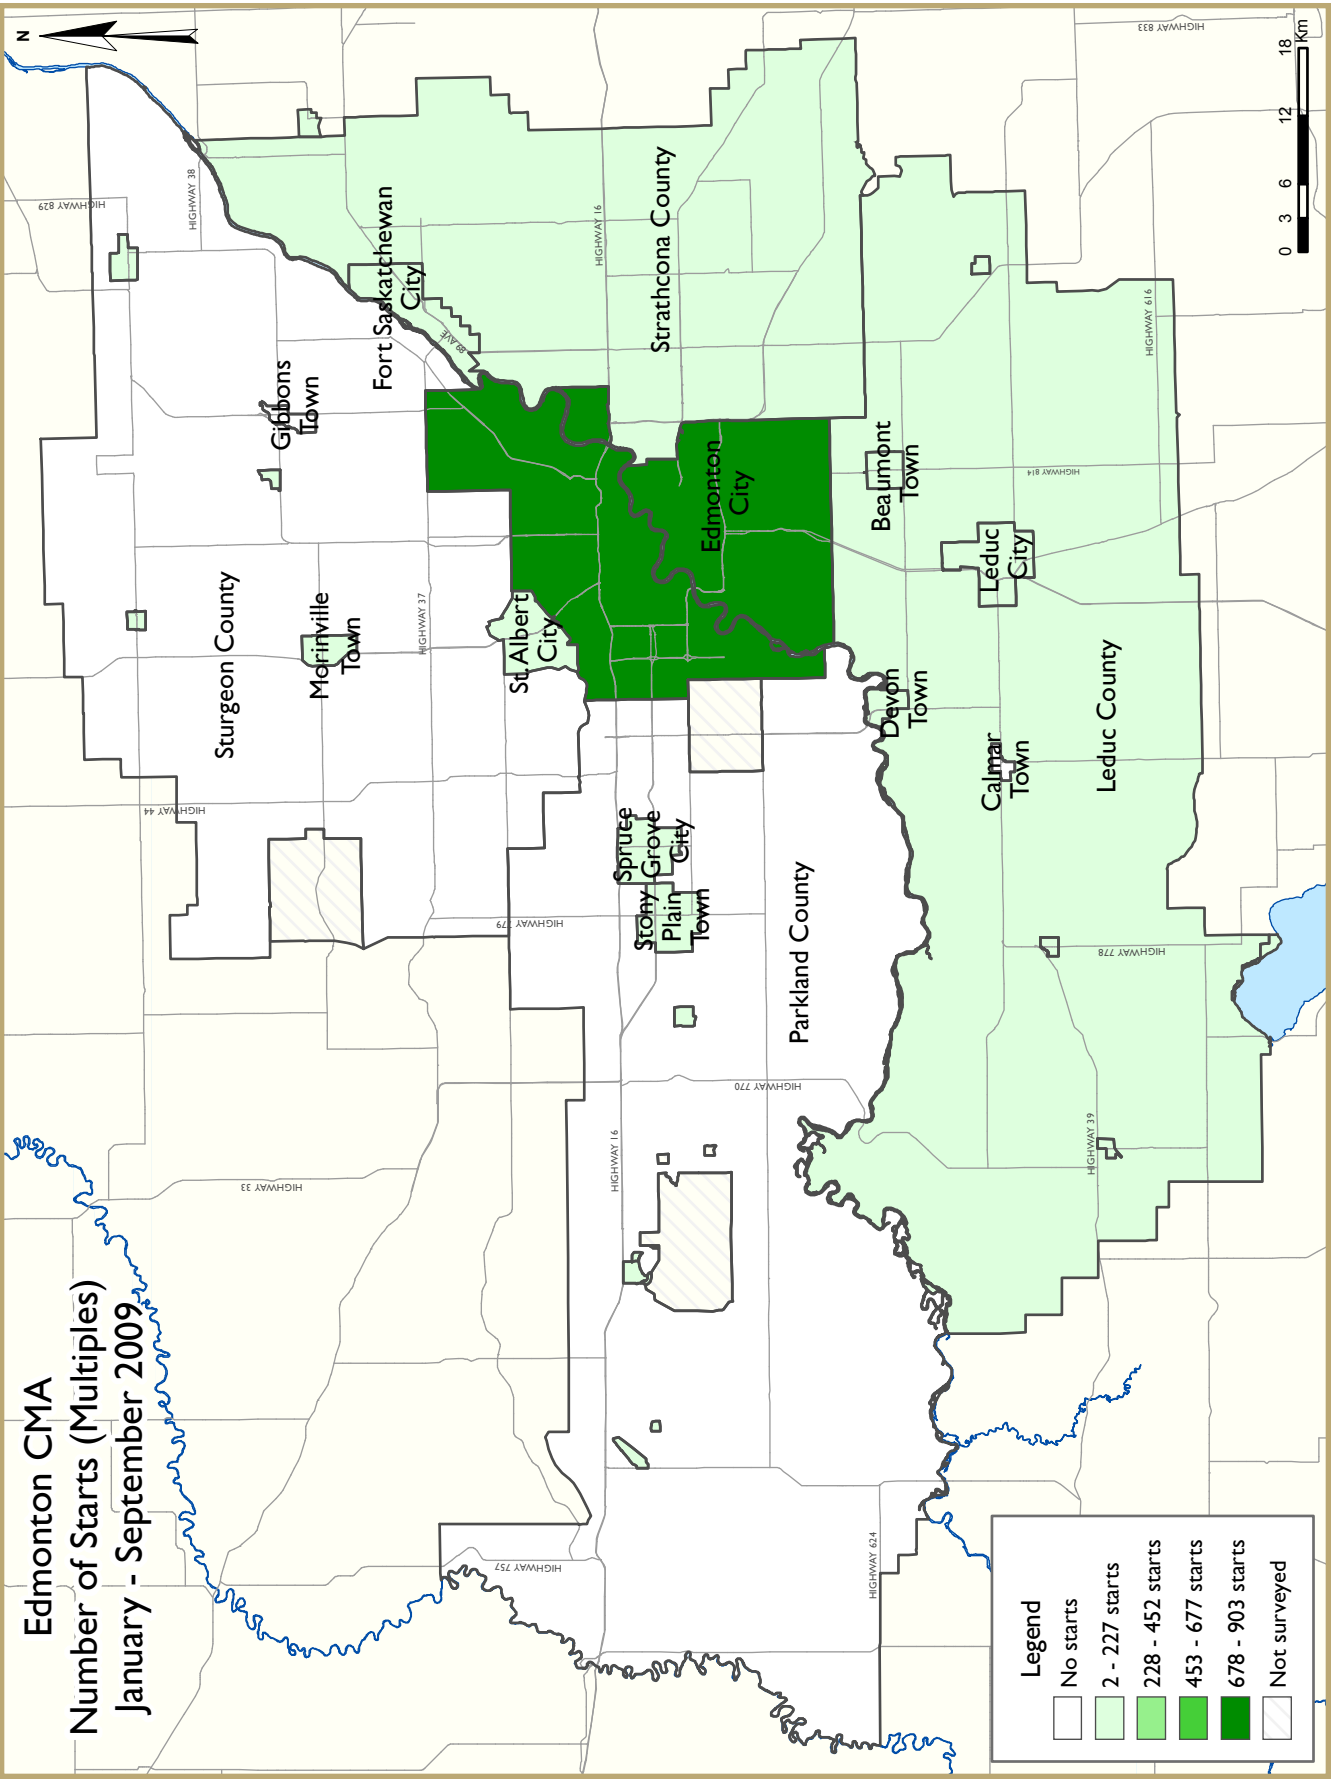 Edmonton CMA
Number of Starts (Multiples)
January - September 2009
N
HIGHWAY 829
HIGHWAY 38
HIGHWAY 833
HIGHWAY 16
Fort Saskatchewan
City
89 AVE
Strathcona County
Gibbons
Town
HIGHWAY 616
Edmonton
City
Beaumont
Town
HIGHWAY 814
Leduc
City
Sturgeon County
Morinville
Town
HIGHWAY 37
St. Albert
City
Devon
Town
Calmar
Town
Leduc County
HIGHWAY 44
Spruce
Grove
City
Stony
Plain
Town
HIGHWAY 779
Parkland County
HIGHWAY 778
HIGHWAY 770
HIGHWAY 16
HIGHWAY 39
HIGHWAY 33
HIGHWAY 757
HIGHWAY 624
0 3 6 12 18
Km
Legend
No starts
2 - 227 starts
228 - 452 starts
453 - 677 starts
678 - 903 starts
Not surveyed